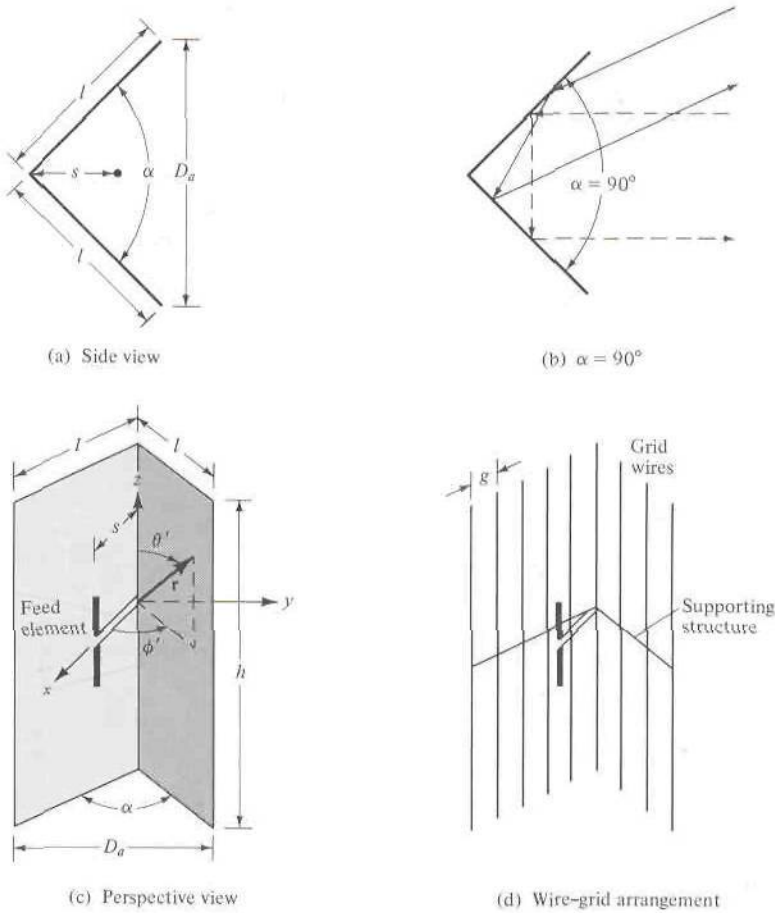 l
s
α
D_a
l
(a) Side view
α = 90°
(b) α = 90°
l
l
z
s
θ'
r
y
Feed
element
ϕ'
x
h
α
D_a
(c) Perspective view
Grid
wires
g
Supporting
structure
(d) Wire-grid arrangement